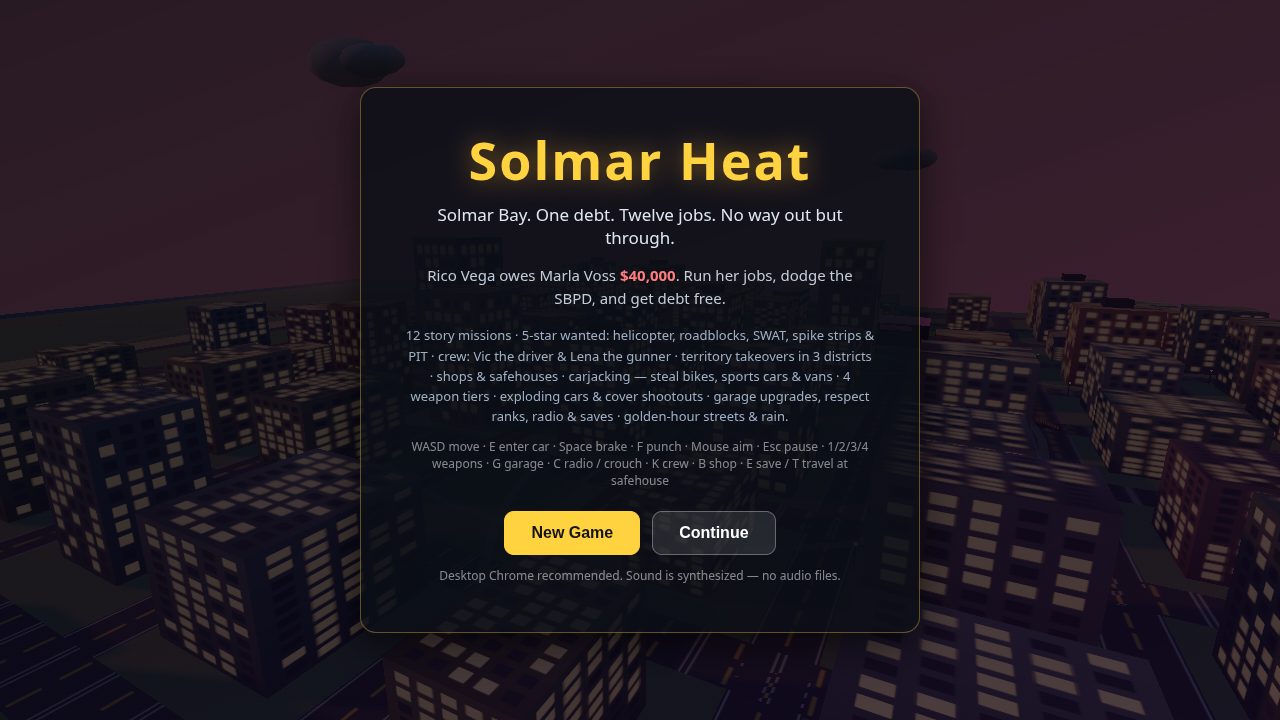 Solmar Heat
Solmar Bay. One debt. Twelve jobs. No way out but
through.
Rico Vega owes Marla Voss $40,000. Run her jobs, dodge the
SBPD, and get debt free.
12 story missions · 5-star wanted: helicopter, roadblocks, SWAT, spike strips &
PIT · crew: Vic the driver & Lena the gunner · territory takeovers in 3 districts
· shops & safehouses · carjacking — steal bikes, sports cars & vans · 4
weapon tiers · exploding cars & cover shootouts · garage upgrades, respect
ranks, radio & saves · golden-hour streets & rain.
WASD move · E enter car · Space brake · F punch · Mouse aim · Esc pause · 1/2/3/4
weapons · G garage · C radio / crouch · K crew · B shop · E save / T travel at
safehouse
New Game
Continue
Desktop Chrome recommended. Sound is synthesized — no audio files.